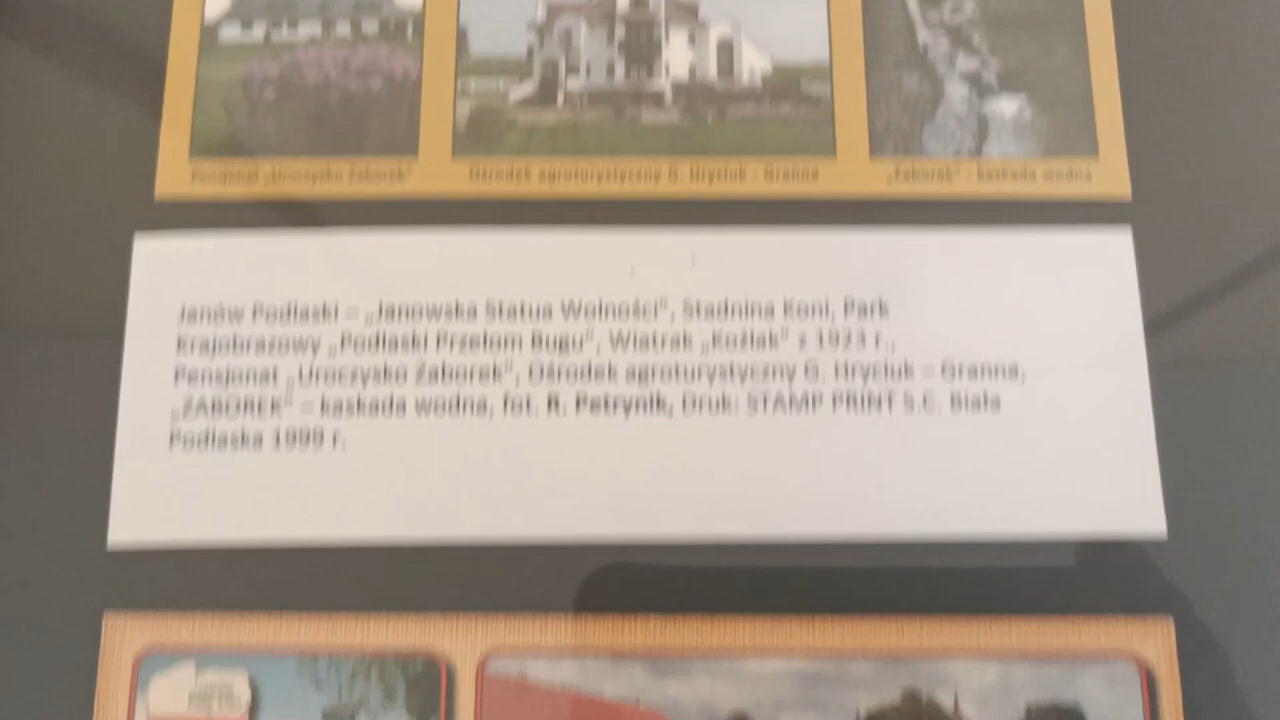 Pensjonat „Uroczysko Zaborek"
Ośrodek agroturystyczny G. Hryciuk - Granna
„Zaborek" - kaskada wodna
Janów Podlaski – „Janowska Statua Wolności", Stadnina Koni, Park
Krajobrazowy „Podlaski Przełom Bugu", Wiatrak „Koźlak" z 1923 r.,
Pensjonat „Uroczysko Zaborek", Ośrodek agroturystyczny G. Hryciuk – Granna,
„ZABOREK" – kaskada wodna, fot. R. Petrynik, Druk: STAMP PRINT S.C. Biała
Podlaska 1999 r.